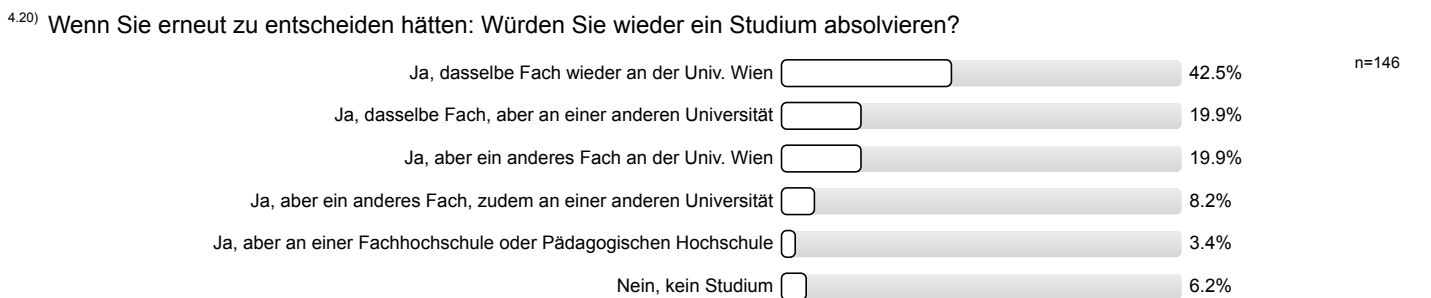 4.20) Wenn Sie erneut zu entscheiden hätten: Würden Sie wieder ein Studium absolvieren?
n=146
Ja, dasselbe Fach wieder an der Univ. Wien 42.5%
Ja, dasselbe Fach, aber an einer anderen Universität 19.9%
Ja, aber ein anderes Fach an der Univ. Wien 19.9%
Ja, aber ein anderes Fach, zudem an einer anderen Universität 8.2%
Ja, aber an einer Fachhochschule oder Pädagogischen Hochschule 3.4%
Nein, kein Studium 6.2%